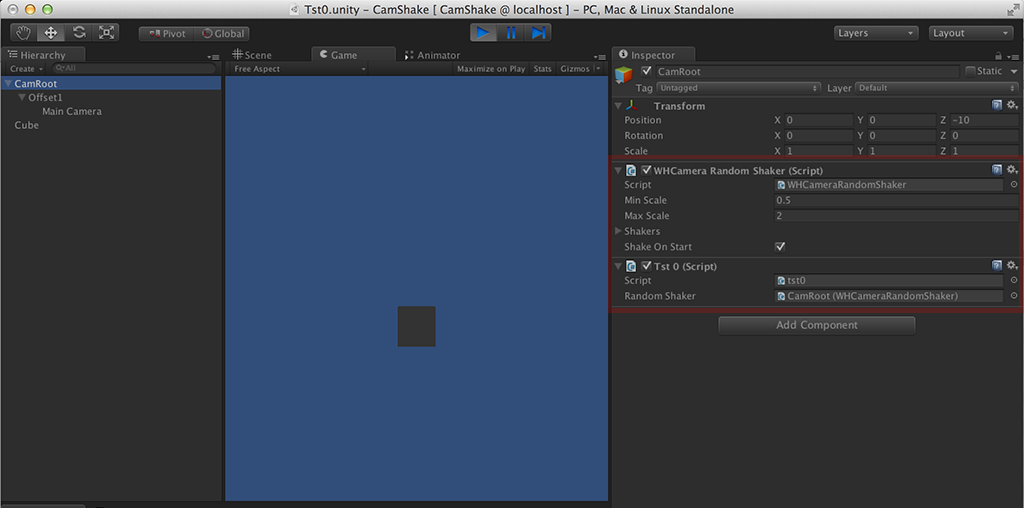 Tst0.unity – CamShake [ CamShake @ localhost ] – PC, Mac & Linux Standalone
Pivot Global Layers Layout
Hierarchy Scene Game Animator Inspector
Create All Free Aspect Maximize on Play Stats Gizmos CamRoot Static
CamRoot Tag Untagged Layer Default
Offset1 Transform
Main Camera Position X 0 Y 0 Z -10
Cube Rotation X 0 Y 0 Z 0
Scale X 1 Y 1 Z 1
WHCamera Random Shaker (Script)
Script WHCameraRandomShaker
Min Scale 0.5
Max Scale 2
Shakers
Shake On Start
Tst 0 (Script)
Script tst0
Random Shaker CamRoot (WHCameraRandomShaker)
Add Component